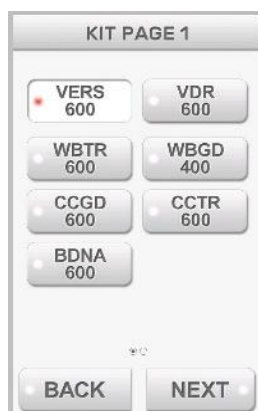 KIT PAGE 1
VERS VDR
600 600
WBTR WBGD
600 400
CCGD CCTR
600 600
BDNA
600
BACK NEXT